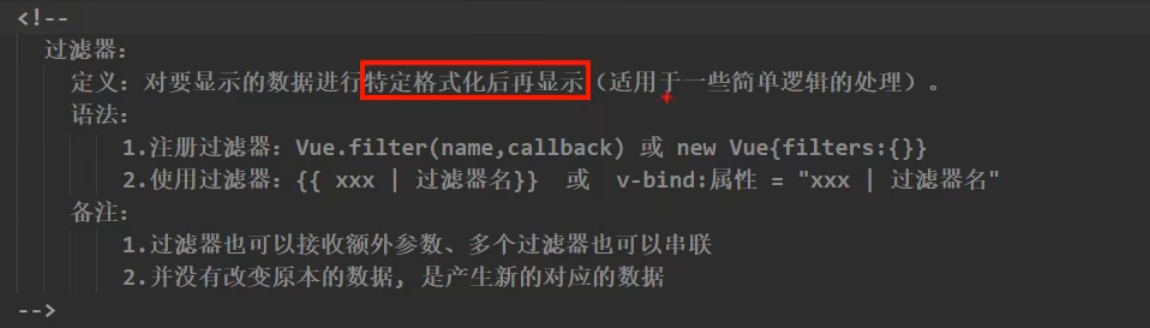 <!--
过滤器：
定义：对要显示的数据进行特定格式化后再显示（适用于一些简单逻辑的处理）。
语法：
1.注册过滤器：Vue.filter(name,callback) 或 new Vue{filters:{}}
2.使用过滤器：{{ xxx | 过滤器名}}  或  v-bind:属性 = "xxx | 过滤器名"
备注：
1.过滤器也可以接收额外参数、多个过滤器也可以串联
2.并没有改变原本的数据, 是产生新的对应的数据
-->